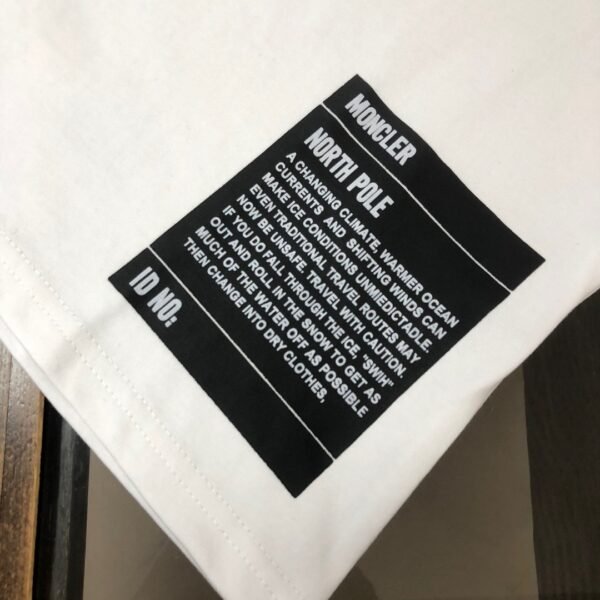 MONCLER
NORTH POLE
A CHANGING CLIMATE, WARMER OCEAN
CURRENTS AND SHIFTING WINDS CAN
MAKE ICE CONDITIONS UNMEDICTADLE.
EVEN TRADITIONAL TRAVEL ROUTES MAY
NOW BE UNSAFE. TRAVEL WITH CAUTION.
IF YOU DO FALL THROUGH THE ICE, "SWIH"
OUT AND ROLL IN THE SNOW TO GET AS
MUCH OF THE WATER OFF AS POSSIBLE
THEN CHANGE INTO DRY CLOTHES,
ID NO: